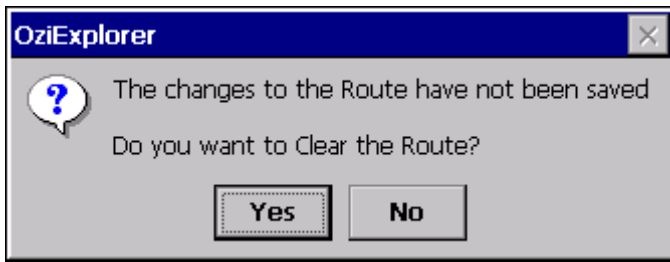 OziExplorer
The changes to the Route have not been saved
Do you want to Clear the Route?
Yes No